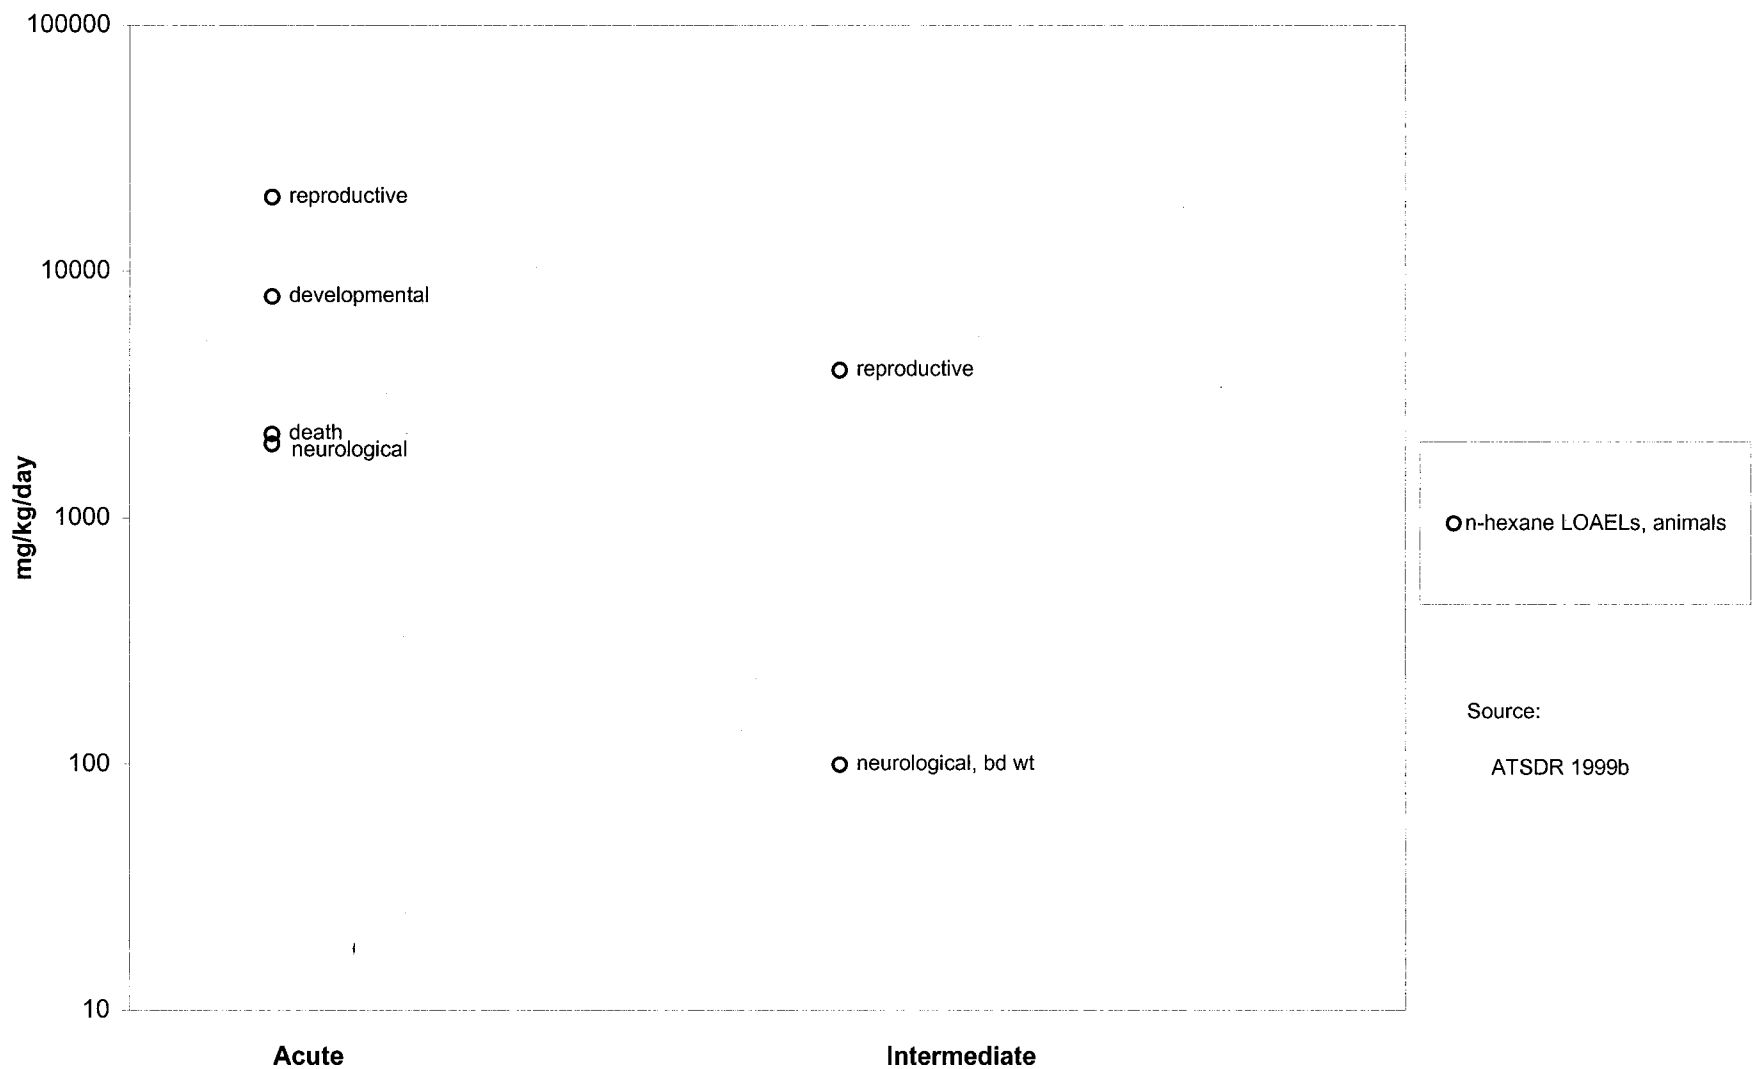 100000
reproductive
10000
developmental
reproductive
death
neurological
mg/kg/day
1000
n-hexane LOAELs, animals
Source:
100
neurological, bd wt
ATSDR 1999b
10
Acute
Intermediate